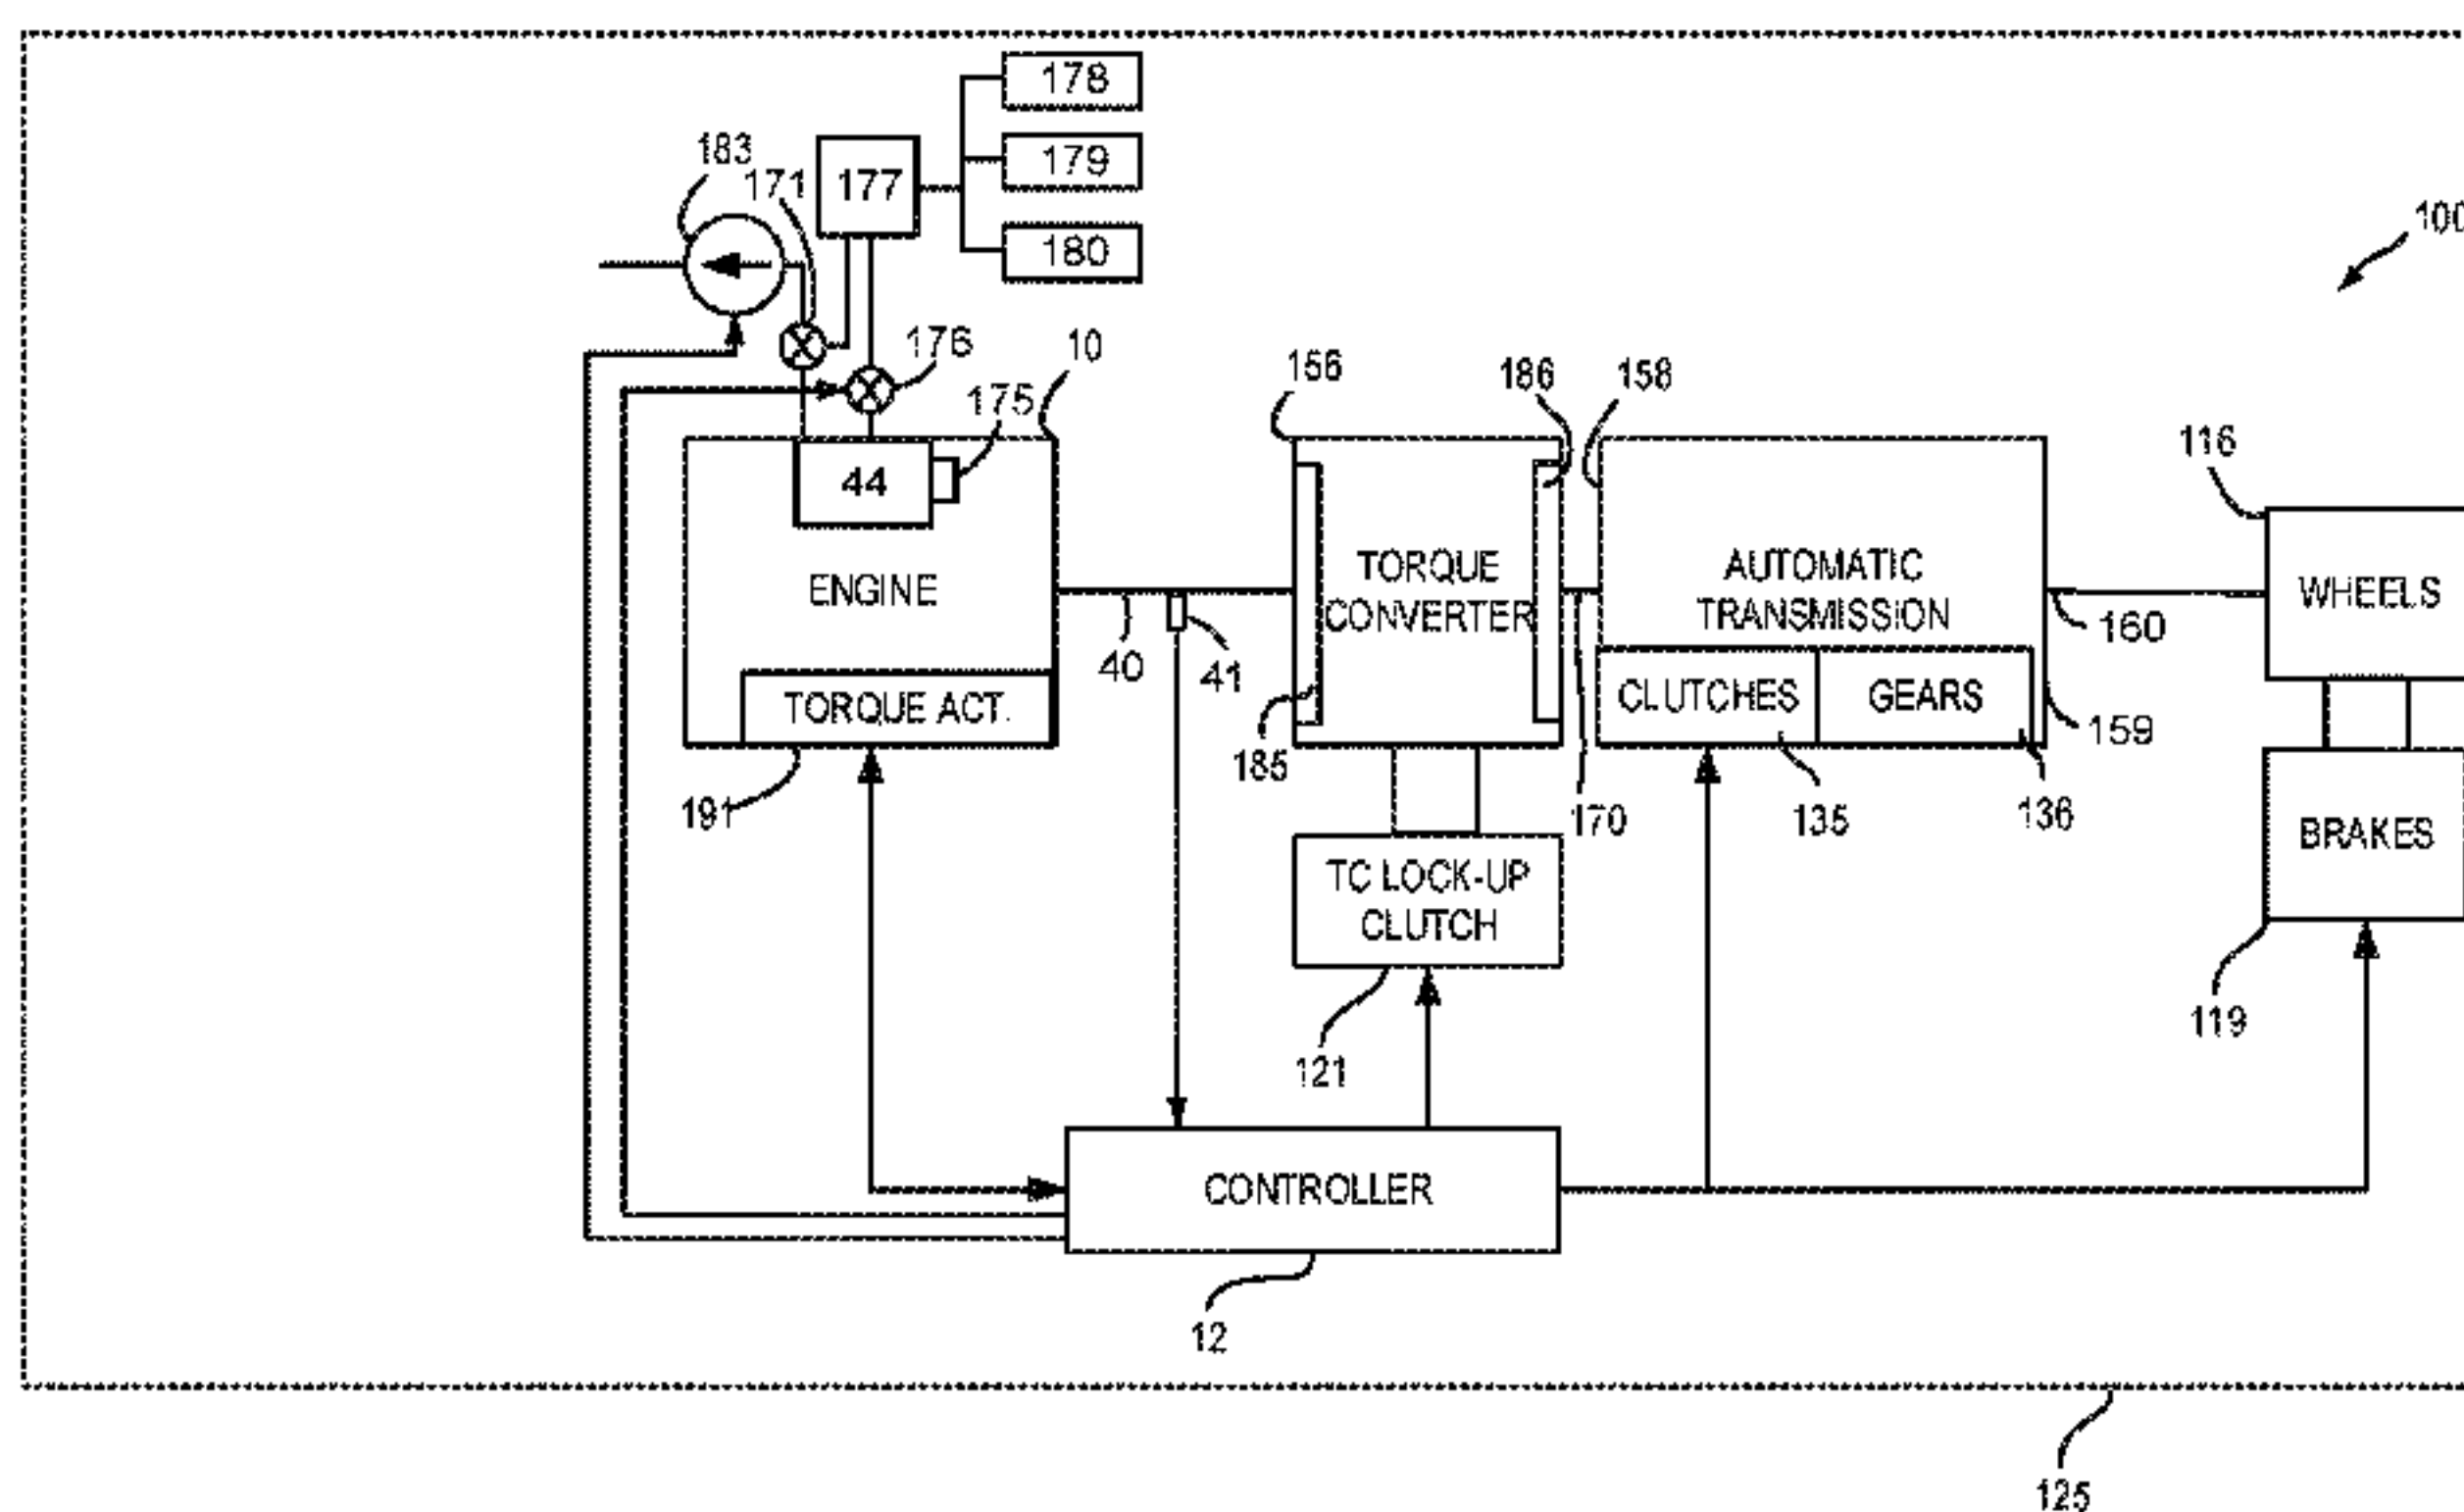 178
183
171
177
179
100
180
176
10
156
186
158
175
116
44
ENGINE
TORQUE
CONVERTER
AUTOMATIC
TRANSMISSION
WHEELS
40
41
160
TORQUE ACT.
CLUTCHES
GEARS
159
185
191
170
135
136
BRAKES
TC LOCK-UP
CLUTCH
119
121
CONTROLLER
12
125